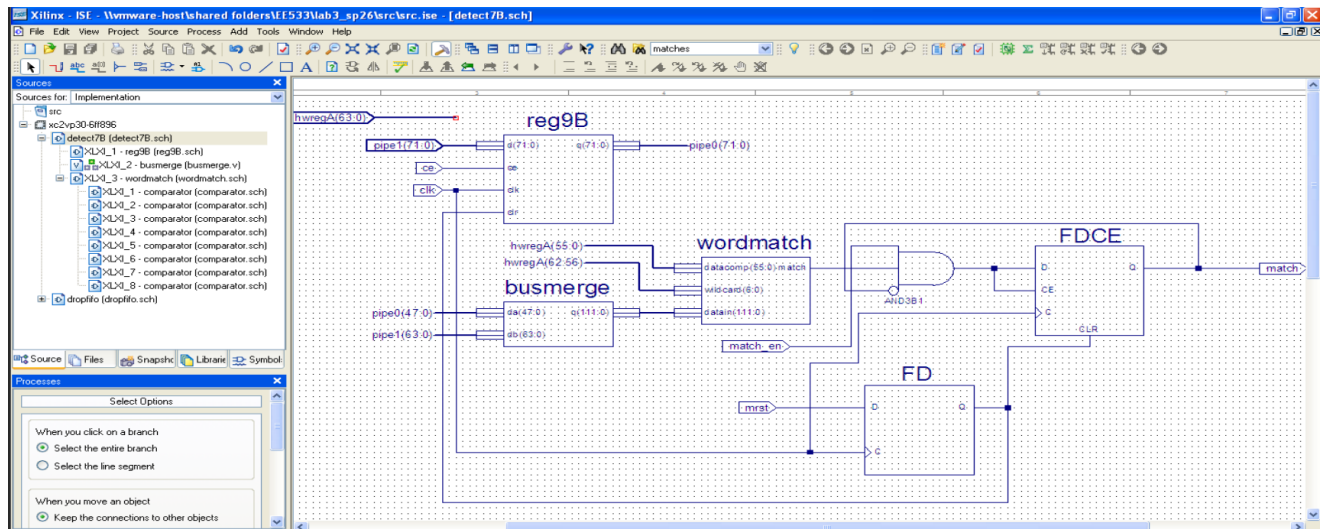 Xilinx - ISE - \\vmware-host\shared folders\EE533\lab3_sp26\src\src.ise - [detect7B.sch]
File Edit View Project Source Process Add Tools Window Help
matches
Sources
Sources for: Implementation
src
xc2vp30-6ff896
detect7B (detect7B.sch)
XLXI_1 - reg9B (reg9B.sch)
XLXI_2 - busmerge (busmerge.v)
XLXI_3 - wordmatch (wordmatch.sch)
XLXI_1 - comparator (comparator.sch)
XLXI_2 - comparator (comparator.sch)
XLXI_3 - comparator (comparator.sch)
XLXI_4 - comparator (comparator.sch)
XLXI_5 - comparator (comparator.sch)
XLXI_6 - comparator (comparator.sch)
XLXI_7 - comparator (comparator.sch)
XLXI_8 - comparator (comparator.sch)
dropfifo (dropfifo.sch)
Source Files Snapsho Librarie Symbol
Processes
Select Options
When you click on a branch
Select the entire branch
Select the line segment
When you move an object
Keep the connections to other objects
hwregA(63:0)
reg9B
pipe1(71:0) d(71:0) q(71:0) pipe0(71:0)
ce ce
clk clk
clr
wordmatch
hwregA(55:0) datacomp(55:0) match
hwregA(62:56) wildcard(6:0)
datain(111:0)
busmerge
pipe0(47:0) da(47:0) q(111:0)
pipe1(63:0) db(63:0)
AND3B1
match_en
FDCE
D Q match
CE
C
CLR
FD
mrst D Q
C